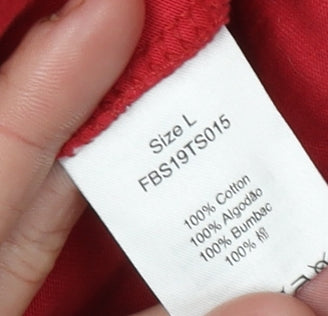 Size L
FBS19TS015
100% Cotton
100% Algodão
100% Bumbac
100% 棉